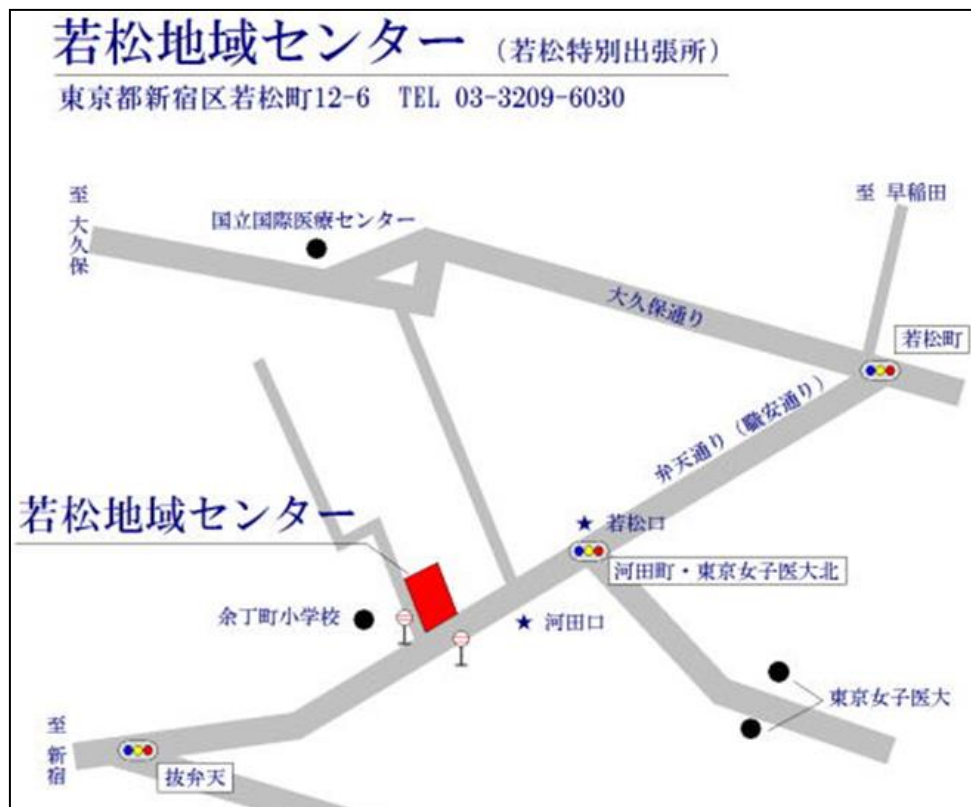 若松地域センター (若松特別出張所)
東京都新宿区若松町12-6 TEL 03-3209-6030
至 大久保
国立国際医療センター
至 早稲田
大久保通り
若松町
弁天通り (職安通り)
若松地域センター
★ 若松口
河田町・東京女子医大北
余丁町小学校
★ 河田口
東京女子医大
至 新宿
抜弁天